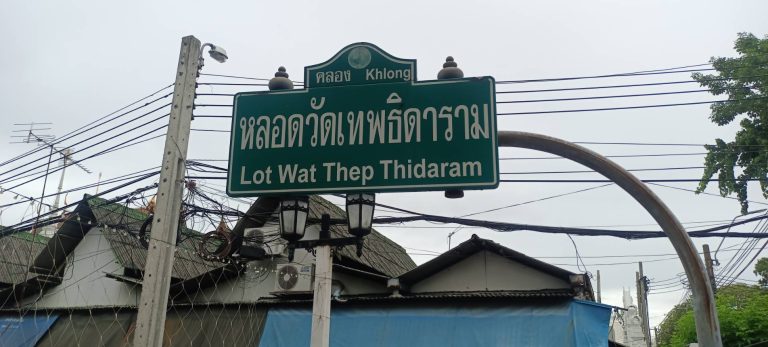 คลอง Khlong
หลอดวัดเทพธิดาราม
Lot Wat Thep Thidaram